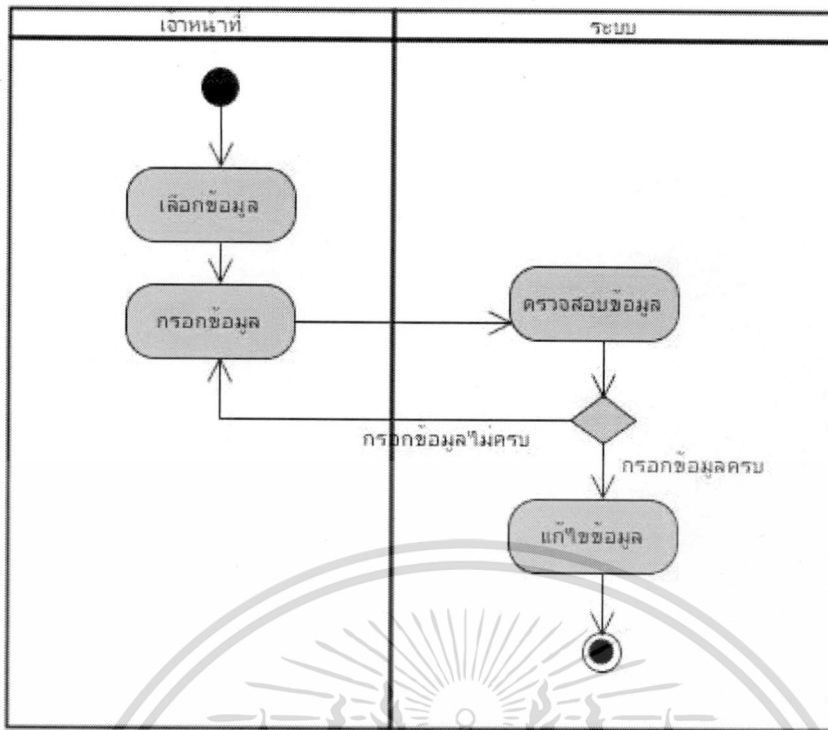 เจ้าหน้าที่
ระบบ
เลือกข้อมูล
กรอกข้อมูล
ตรวจสอบข้อมูล
กรอกข้อมูลไม่ครบ
กรอกข้อมูลครบ
แก้ไขข้อมูล